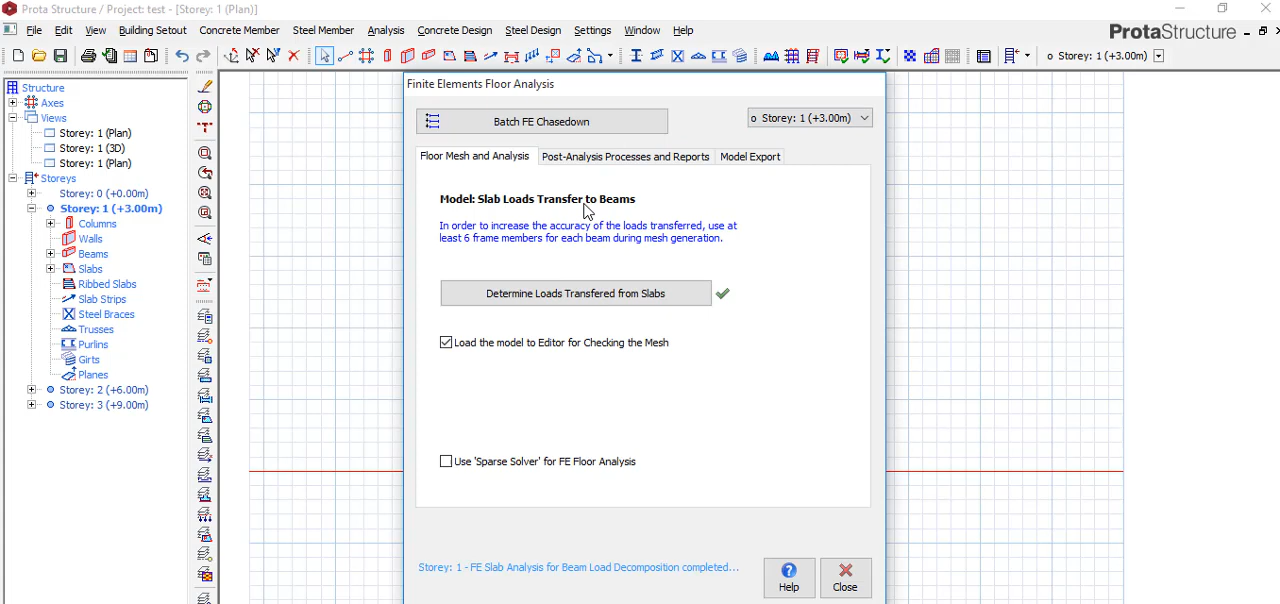 Prota Structure / Project: test - [Storey: 1 (Plan)]
File Edit View Building Setout Concrete Member Steel Member Analysis Concrete Design Steel Design Settings Window Help
ProtaStructure
o Storey: 1 (+3.00m)
Structure
Axes
Views
Storey: 1 (Plan)
Storey: 1 (3D)
Storey: 1 (Plan)
Storeys
Storey: 0 (+0.00m)
Storey: 1 (+3.00m)
Columns
Walls
Beams
Slabs
Ribbed Slabs
Slab Strips
Steel Braces
Trusses
Purlins
Girts
Planes
Storey: 2 (+6.00m)
Storey: 3 (+9.00m)
Finite Elements Floor Analysis
Batch FE Chasedown
o Storey: 1 (+3.00m)
Floor Mesh and Analysis Post-Analysis Processes and Reports Model Export
Model: Slab Loads Transfer to Beams
In order to increase the accuracy of the loads transferred, use at
least 6 frame members for each beam during mesh generation.
Determine Loads Transfered from Slabs
Load the model to Editor for Checking the Mesh
Use 'Sparse Solver' for FE Floor Analysis
Storey: 1 - FE Slab Analysis for Beam Load Decomposition completed...
Help
Close